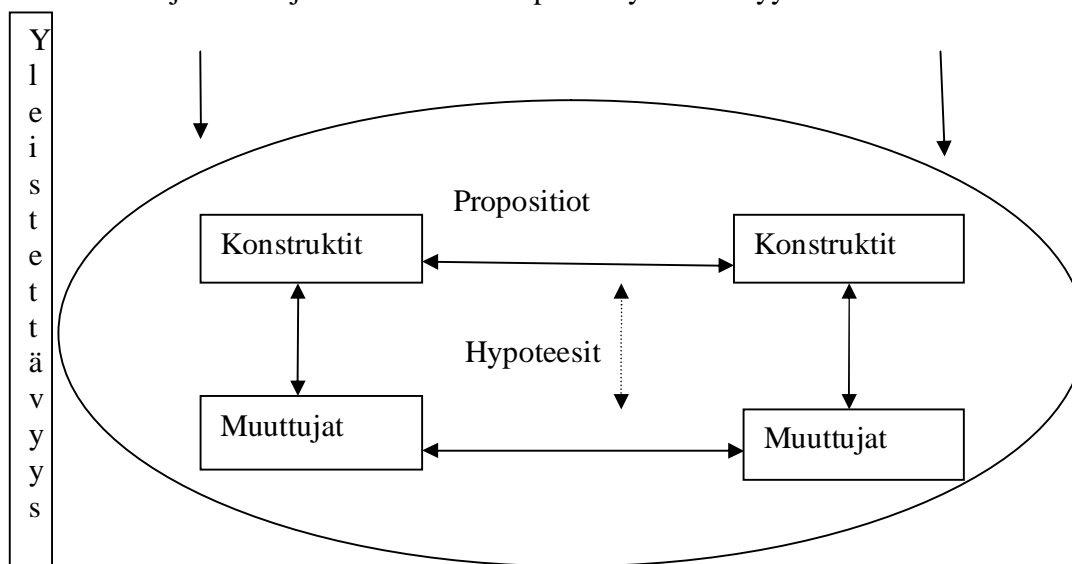 Yleistettävyys
Propositiot
Konstruktit
Konstruktit
Hypoteesit
Muuttujat
Muuttujat